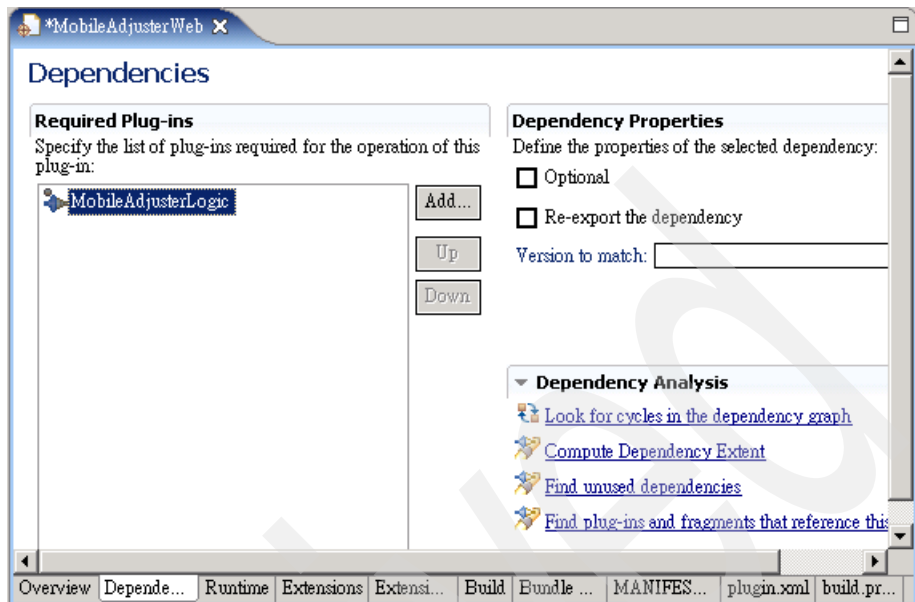 *MobileAdjusterWeb
Dependencies
Required Plug-ins
Specify the list of plug-ins required for the operation of this
plug-in:
MobileAdjusterLogic
Add...
Up
Down
Dependency Properties
Define the properties of the selected dependency:
Optional
Re-export the dependency
Version to match:
Dependency Analysis
Look for cycles in the dependency graph
Compute Dependency Extent
Find unused dependencies
Find plug-ins and fragments that reference this
Overview Depende... Runtime Extensions Extensi... Build Bundle ... MANIFES... plugin.xml build.pr...